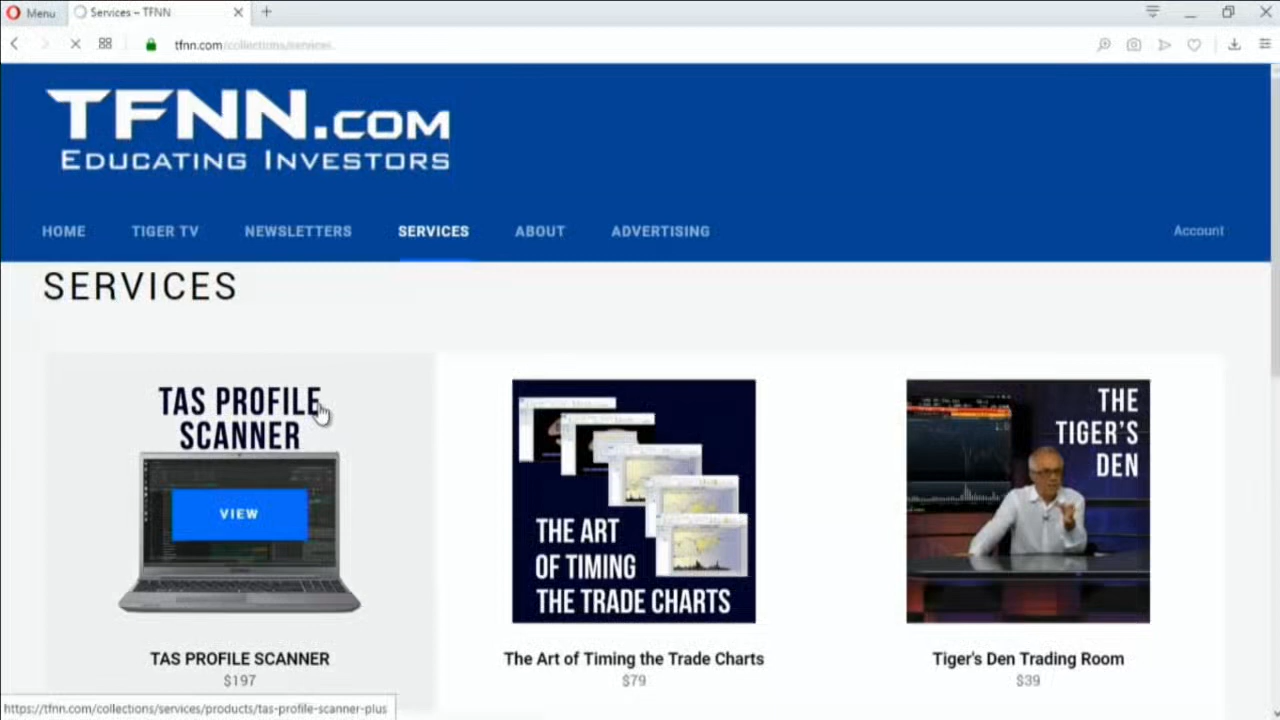 Menu
Services – TFNN
tfnn.com/collections/services
TFNN.COM
EDUCATING INVESTORS
HOME
TIGER TV
NEWSLETTERS
SERVICES
ABOUT
ADVERTISING
Account
SERVICES
TAS PROFILE
SCANNER
VIEW
TAS PROFILE SCANNER
$197
THE ART
OF TIMING
THE TRADE CHARTS
The Art of Timing the Trade Charts
$79
THE
TIGER'S
DEN
Tiger's Den Trading Room
$39
https://tfnn.com/collections/services/products/tas-profile-scanner-plus